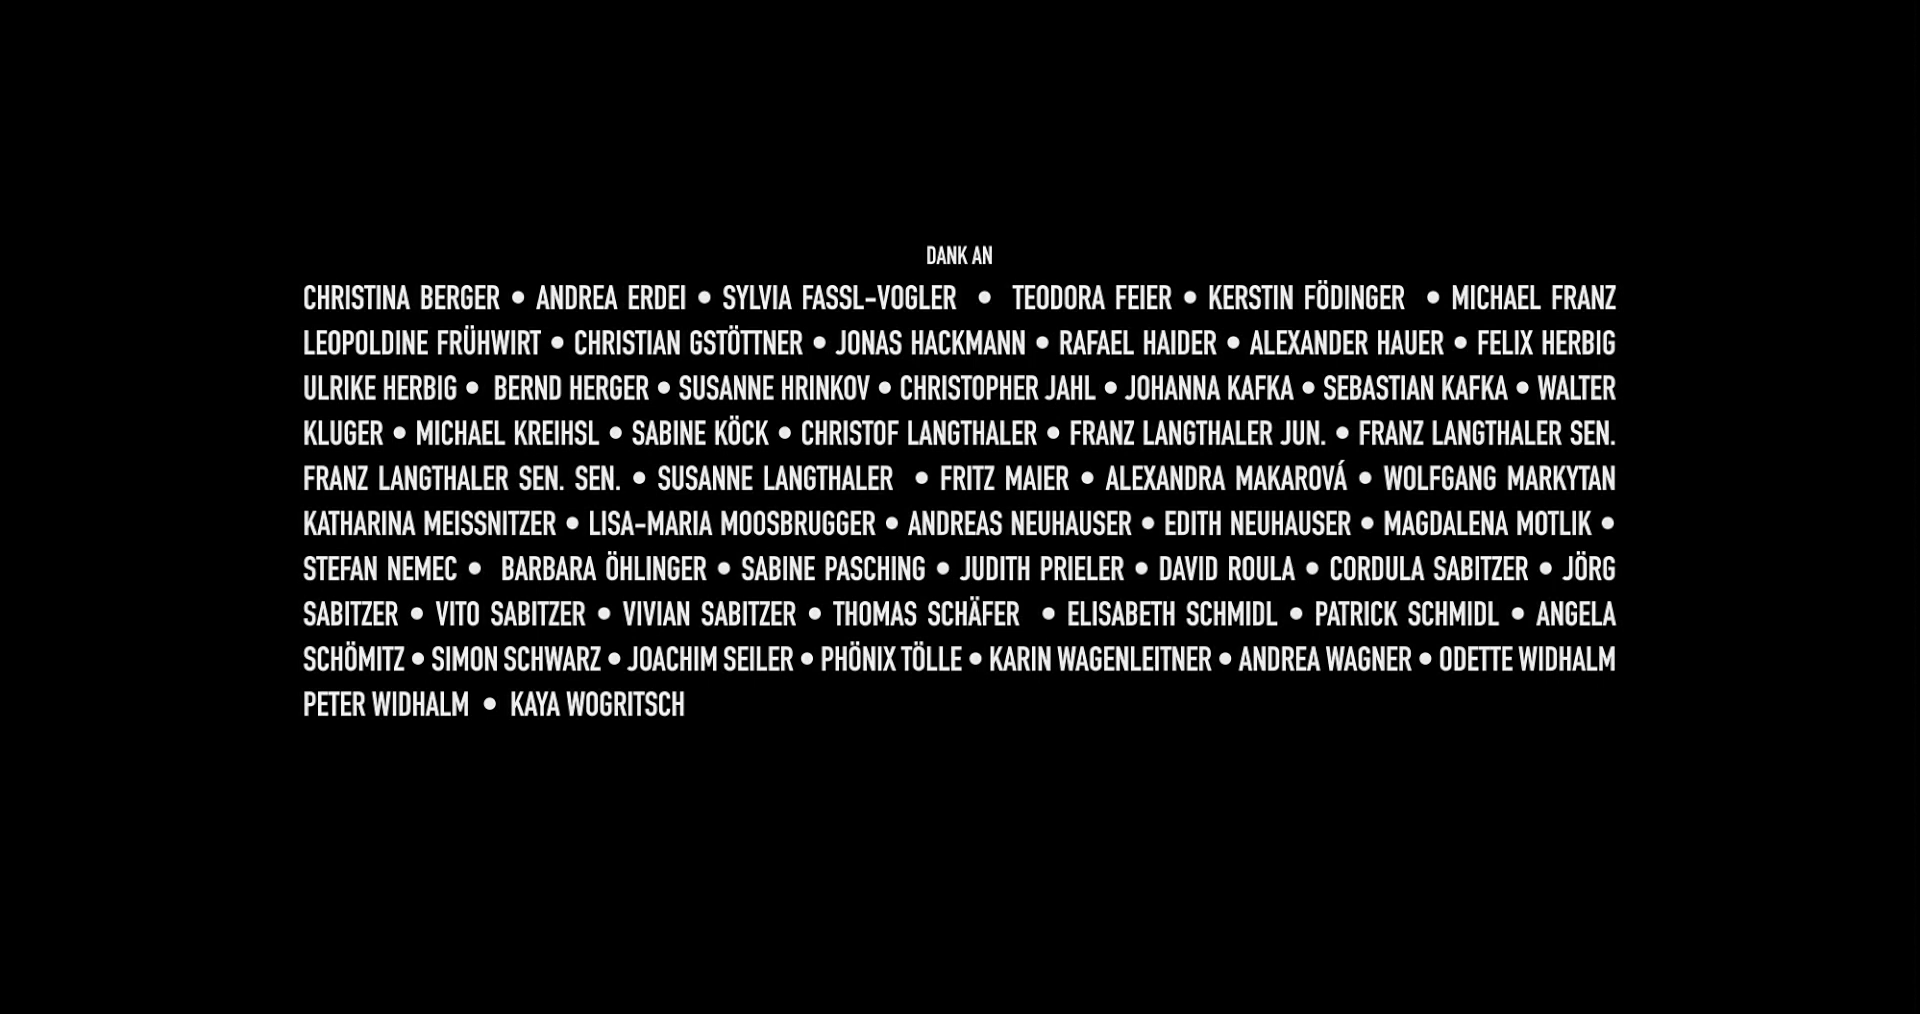 DANK AN
CHRISTINA BERGER • ANDREA ERDEI • SYLVIA FASSL-VOGLER • TEODORA FEIER • KERSTIN FÖDINGER • MICHAEL FRANZ
LEOPOLDINE FRÜHWIRT • CHRISTIAN GSTÖTTNER • JONAS HACKMANN • RAFAEL HAIDER • ALEXANDER HAUER • FELIX HERBIG
ULRIKE HERBIG • BERND HERGER • SUSANNE HRINKOV • CHRISTOPHER JAHL • JOHANNA KAFKA • SEBASTIAN KAFKA • WALTER
KLUGER • MICHAEL KREIHSL • SABINE KÖCK • CHRISTOF LANGTHALER • FRANZ LANGTHALER JUN. • FRANZ LANGTHALER SEN.
FRANZ LANGTHALER SEN. SEN. • SUSANNE LANGTHALER • FRITZ MAIER • ALEXANDRA MAKAROVÁ • WOLFGANG MARKYTAN
KATHARINA MEISSNITZER • LISA-MARIA MOOSBRUGGER • ANDREAS NEUHAUSER • EDITH NEUHAUSER • MAGDALENA MOTLIK •
STEFAN NEMEC • BARBARA ÖHLINGER • SABINE PASCHING • JUDITH PRIELER • DAVID ROULA • CORDULA SABITZER • JÖRG
SABITZER • VITO SABITZER • VIVIAN SABITZER • THOMAS SCHÄFER • ELISABETH SCHMIDL • PATRICK SCHMIDL • ANGELA
SCHÖMITZ • SIMON SCHWARZ • JOACHIM SEILER • PHÖNIX TÖLLE • KARIN WAGENLEITNER • ANDREA WAGNER • ODETTE WIDHALM
PETER WIDHALM • KAYA WOGRITSCH